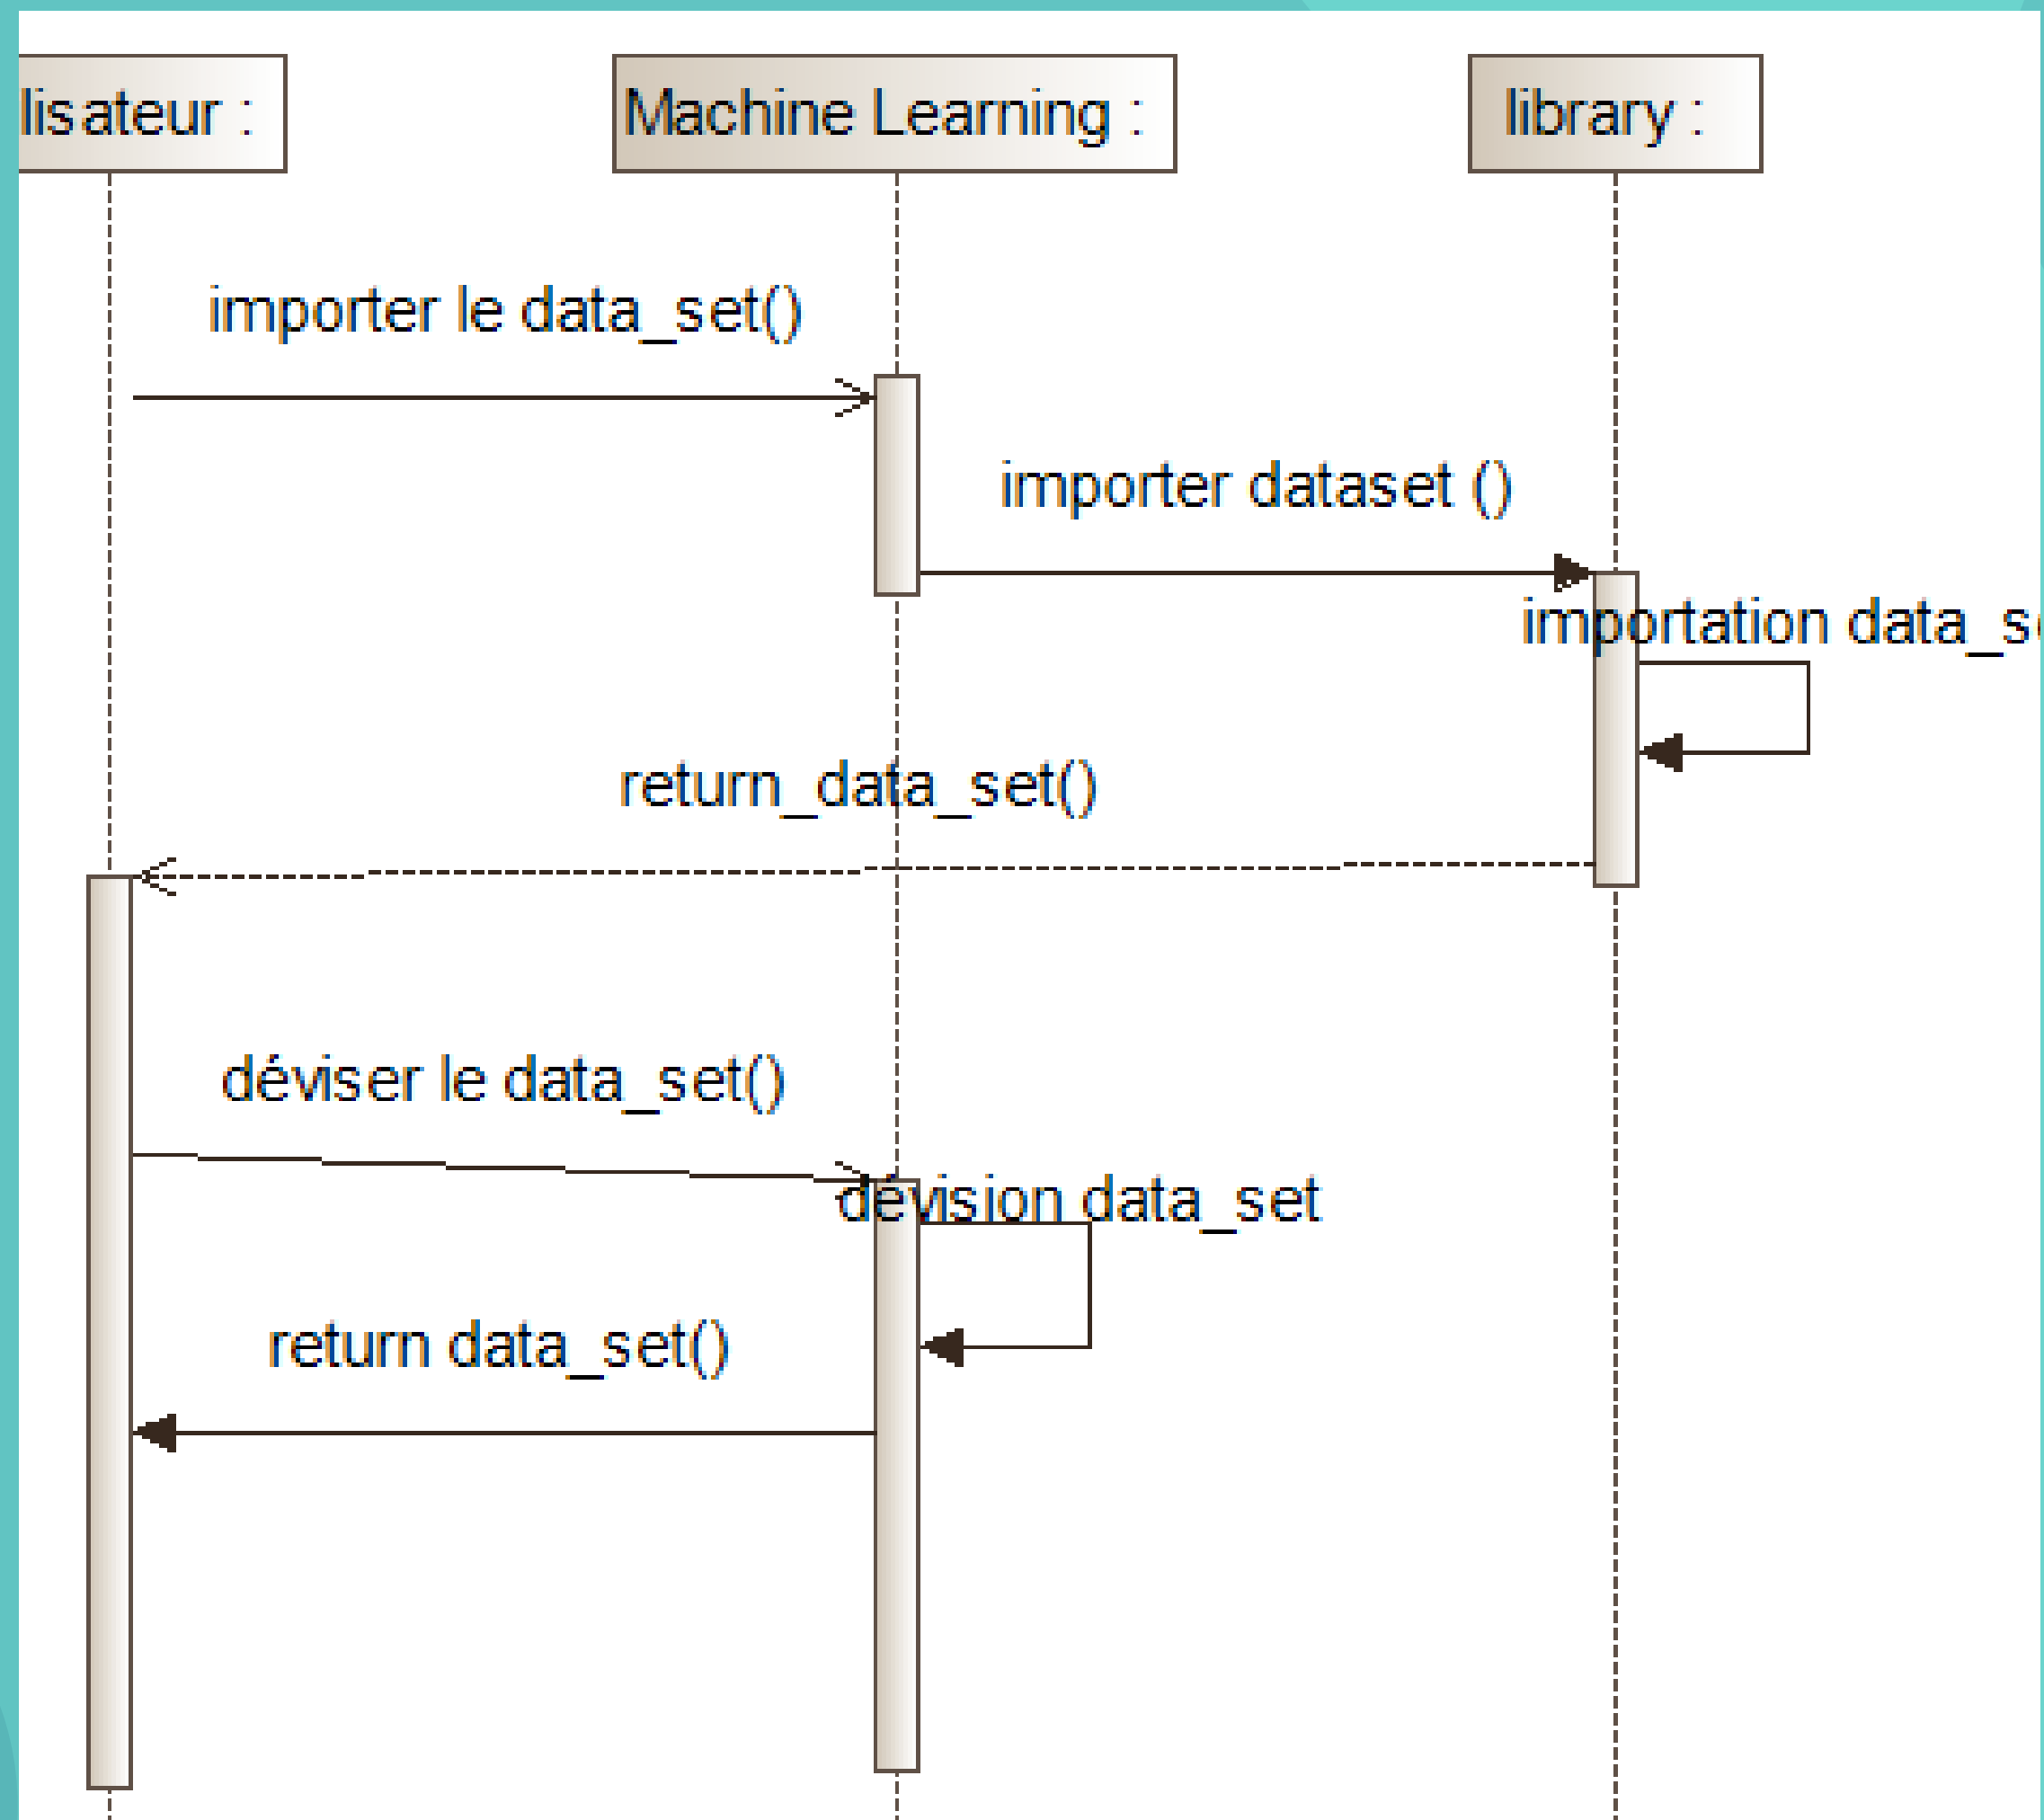 lisateur :
Machine Learning :
library :
importer le data_set()
importer dataset ()
importation data_s
return_data_set()
déviser le data_set()
dévision data_set
return data_set()